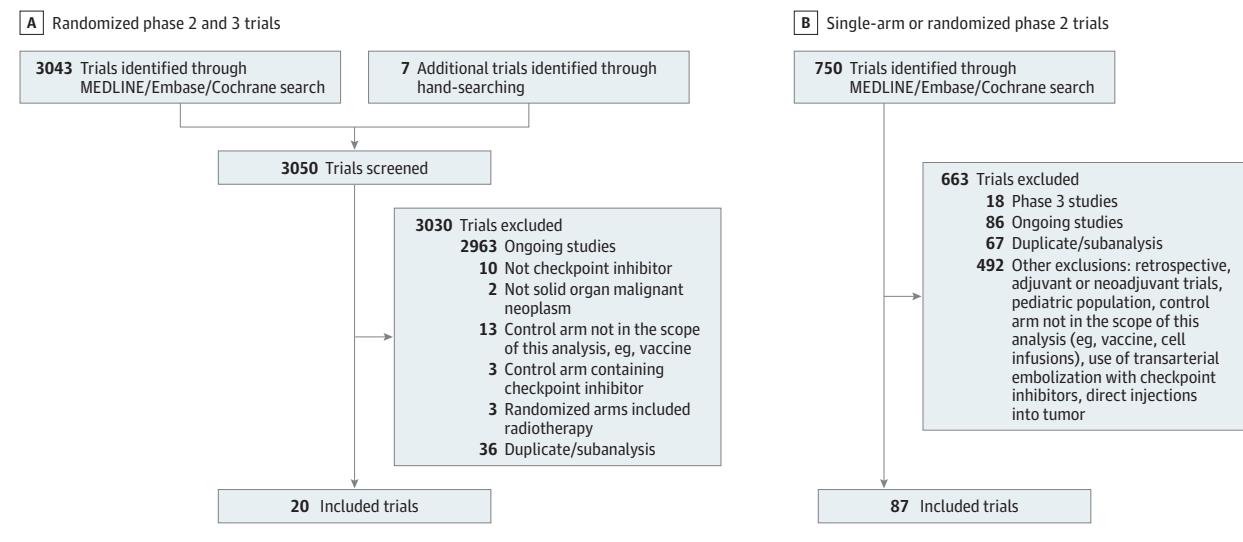 A Randomized phase 2 and 3 trials
3043 Trials identified through
MEDLINE/Embase/Cochrane search
7 Additional trials identified through
hand-searching
3050 Trials screened
3030 Trials excluded
2963 Ongoing studies
10 Not checkpoint inhibitor
2 Not solid organ malignant
neoplasm
13 Control arm not in the scope
of this analysis, eg, vaccine
3 Control arm containing
checkpoint inhibitor
3 Randomized arms included
radiotherapy
36 Duplicate/subanalysis
20 Included trials
B Single-arm or randomized phase 2 trials
750 Trials identified through
MEDLINE/Embase/Cochrane search
663 Trials excluded
18 Phase 3 studies
86 Ongoing studies
67 Duplicate/subanalysis
492 Other exclusions: retrospective,
adjuvant or neoadjuvant trials,
pediatric population, control
arm not in the scope of this
analysis (eg, vaccine, cell
infusions), use of transarterial
embolization with checkpoint
inhibitors, direct injections
into tumor
87 Included trials